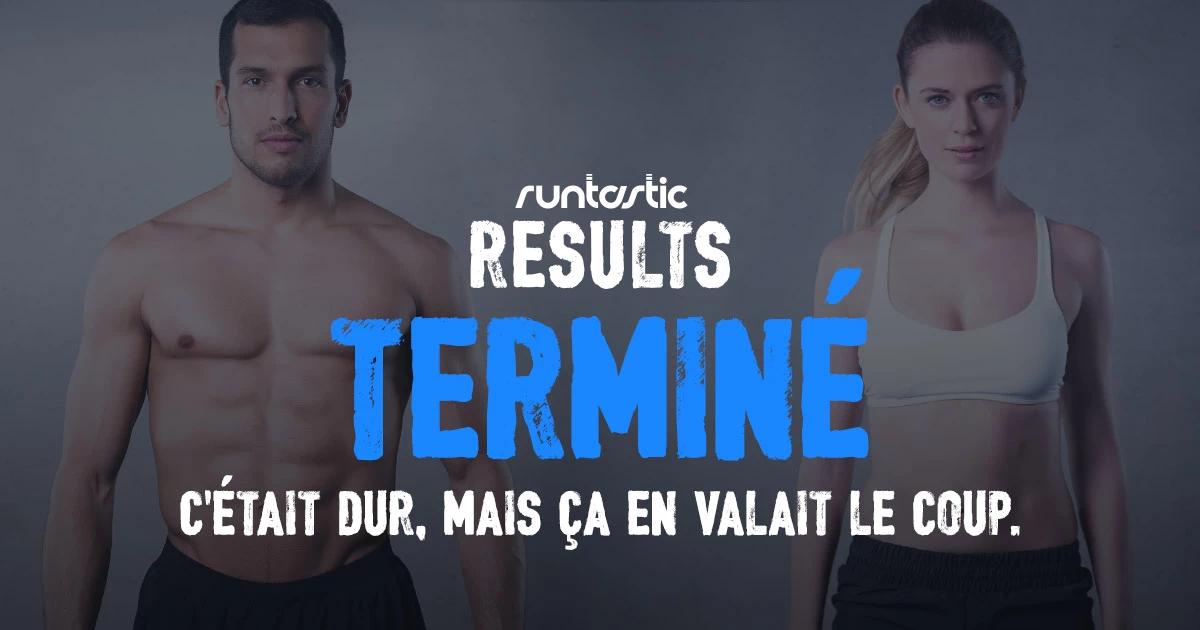 runtastic
RESULTS
TERMINÉ
C'ÉTAIT DUR, MAIS ÇA EN VALAIT LE COUP.